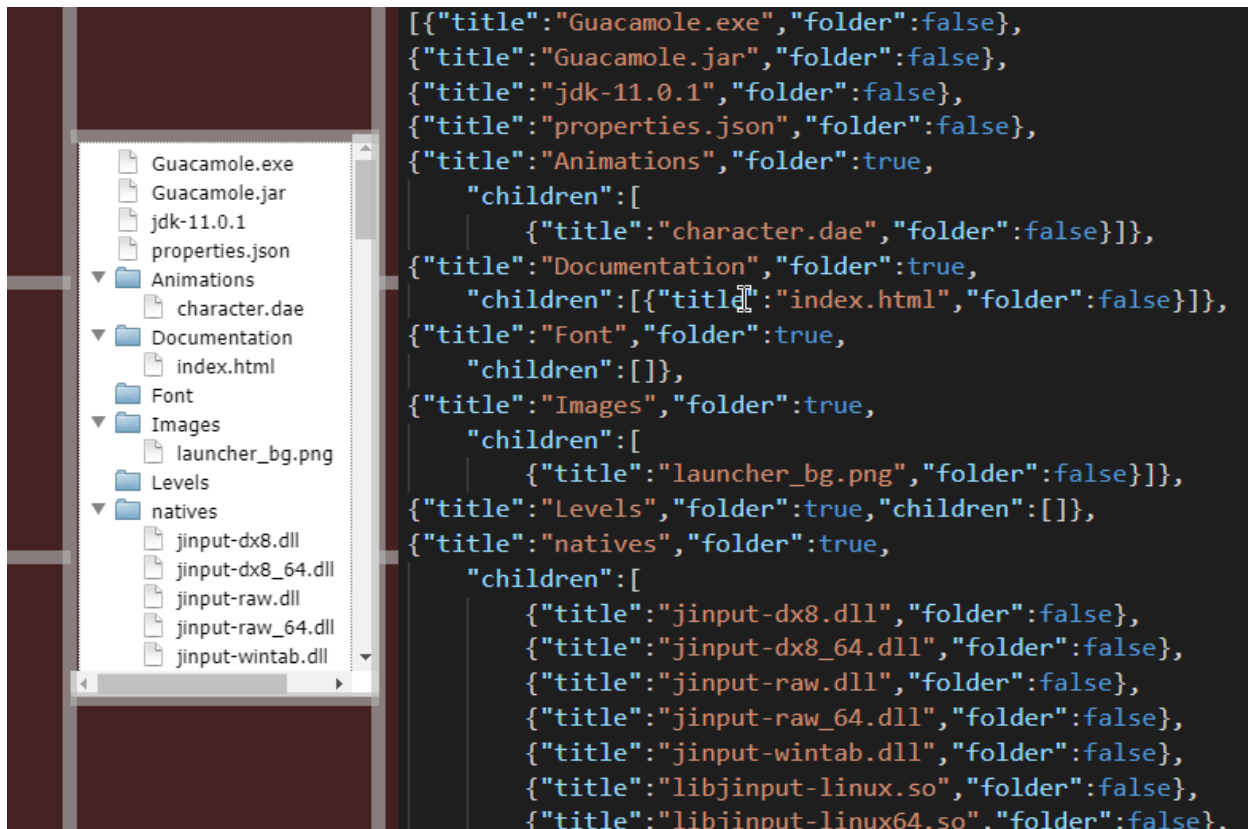 Guacamole.exe
Guacamole.jar
jdk-11.0.1
properties.json
Animations
character.dae
Documentation
index.html
Font
Images
launcher_bg.png
Levels
natives
jinput-dx8.dll
jinput-dx8_64.dll
jinput-raw.dll
jinput-raw_64.dll
jinput-wintab.dll
[{"title":"Guacamole.exe","folder":false},
{"title":"Guacamole.jar","folder":false},
{"title":"jdk-11.0.1","folder":false},
{"title":"properties.json","folder":false},
{"title":"Animations","folder":true,
"children":[
{"title":"character.dae","folder":false}]},
{"title":"Documentation","folder":true,
"children":[{"title":"index.html","folder":false}]},
{"title":"Font","folder":true,
"children":[]},
{"title":"Images","folder":true,
"children":[
{"title":"launcher_bg.png","folder":false}]},
{"title":"Levels","folder":true,"children":[]},
{"title":"natives","folder":true,
"children":[
{"title":"jinput-dx8.dll","folder":false},
{"title":"jinput-dx8_64.dll","folder":false},
{"title":"jinput-raw.dll","folder":false},
{"title":"jinput-raw_64.dll","folder":false},
{"title":"jinput-wintab.dll","folder":false},
{"title":"libjinput-linux.so","folder":false},
{"title":"libjinput-linux64.so","folder":false},